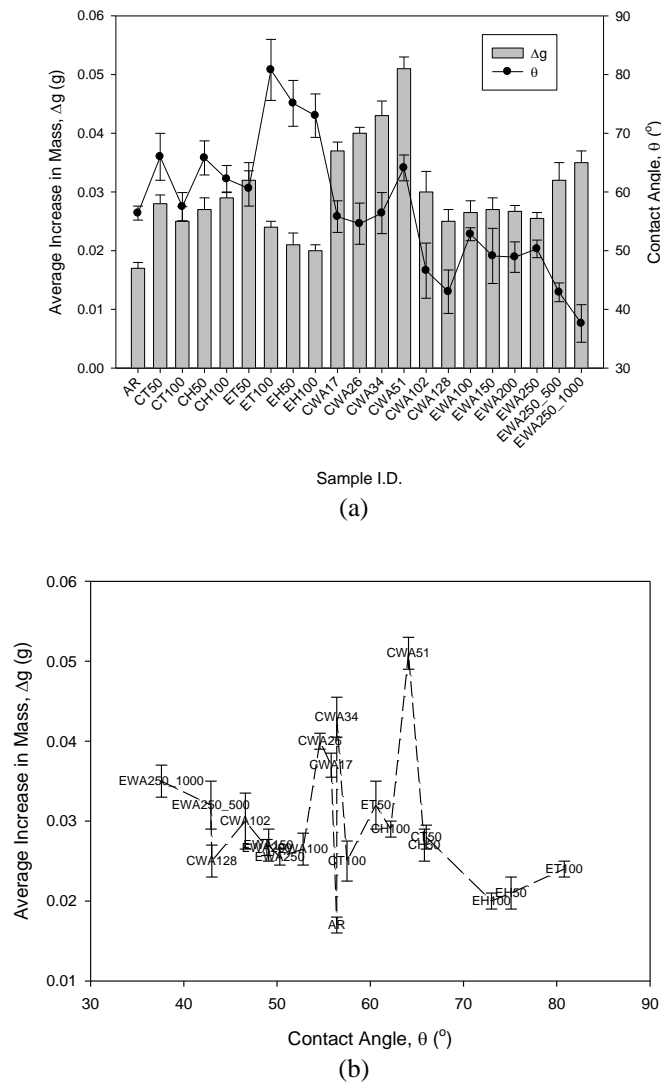 0.06
0.05
0.04
0.03
0.02
0.01
0.00
Average Increase in Mass, Δg (g)
90
80
70
60
50
40
30
Contact Angle, θ (°)
Δg
θ
AR
CT50
CT100
CH50
CH100
ET50
ET100
EH50
EH100
CWA17
CWA26
CWA34
CWA51
CWA102
CWA128
EWA100
EWA150
EWA200
EWA250
EWA250_500
EWA250_1000
Sample I.D.
(a)
0.06
0.05
0.04
0.03
0.02
0.01
Average Increase in Mass, Δg (g)
CWA51
CWA34
CWA26
CWA17
EWA250_1000
EWA250_500
CWA102
ET50
CH100
CT50
CH50
EWA150
EWA100
EWA250
CWA128
CT100
ET100
EH50
EH100
AR
30 40 50 60 70 80 90
Contact Angle, θ (°)
(b)